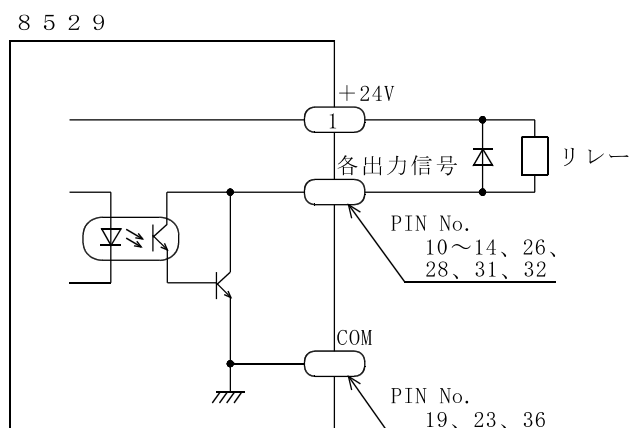 ８５２９
＋24V
1
各出力信号
リレー
PIN No.
10～14、26、
28、31、32
COM
PIN No.
19、23、36